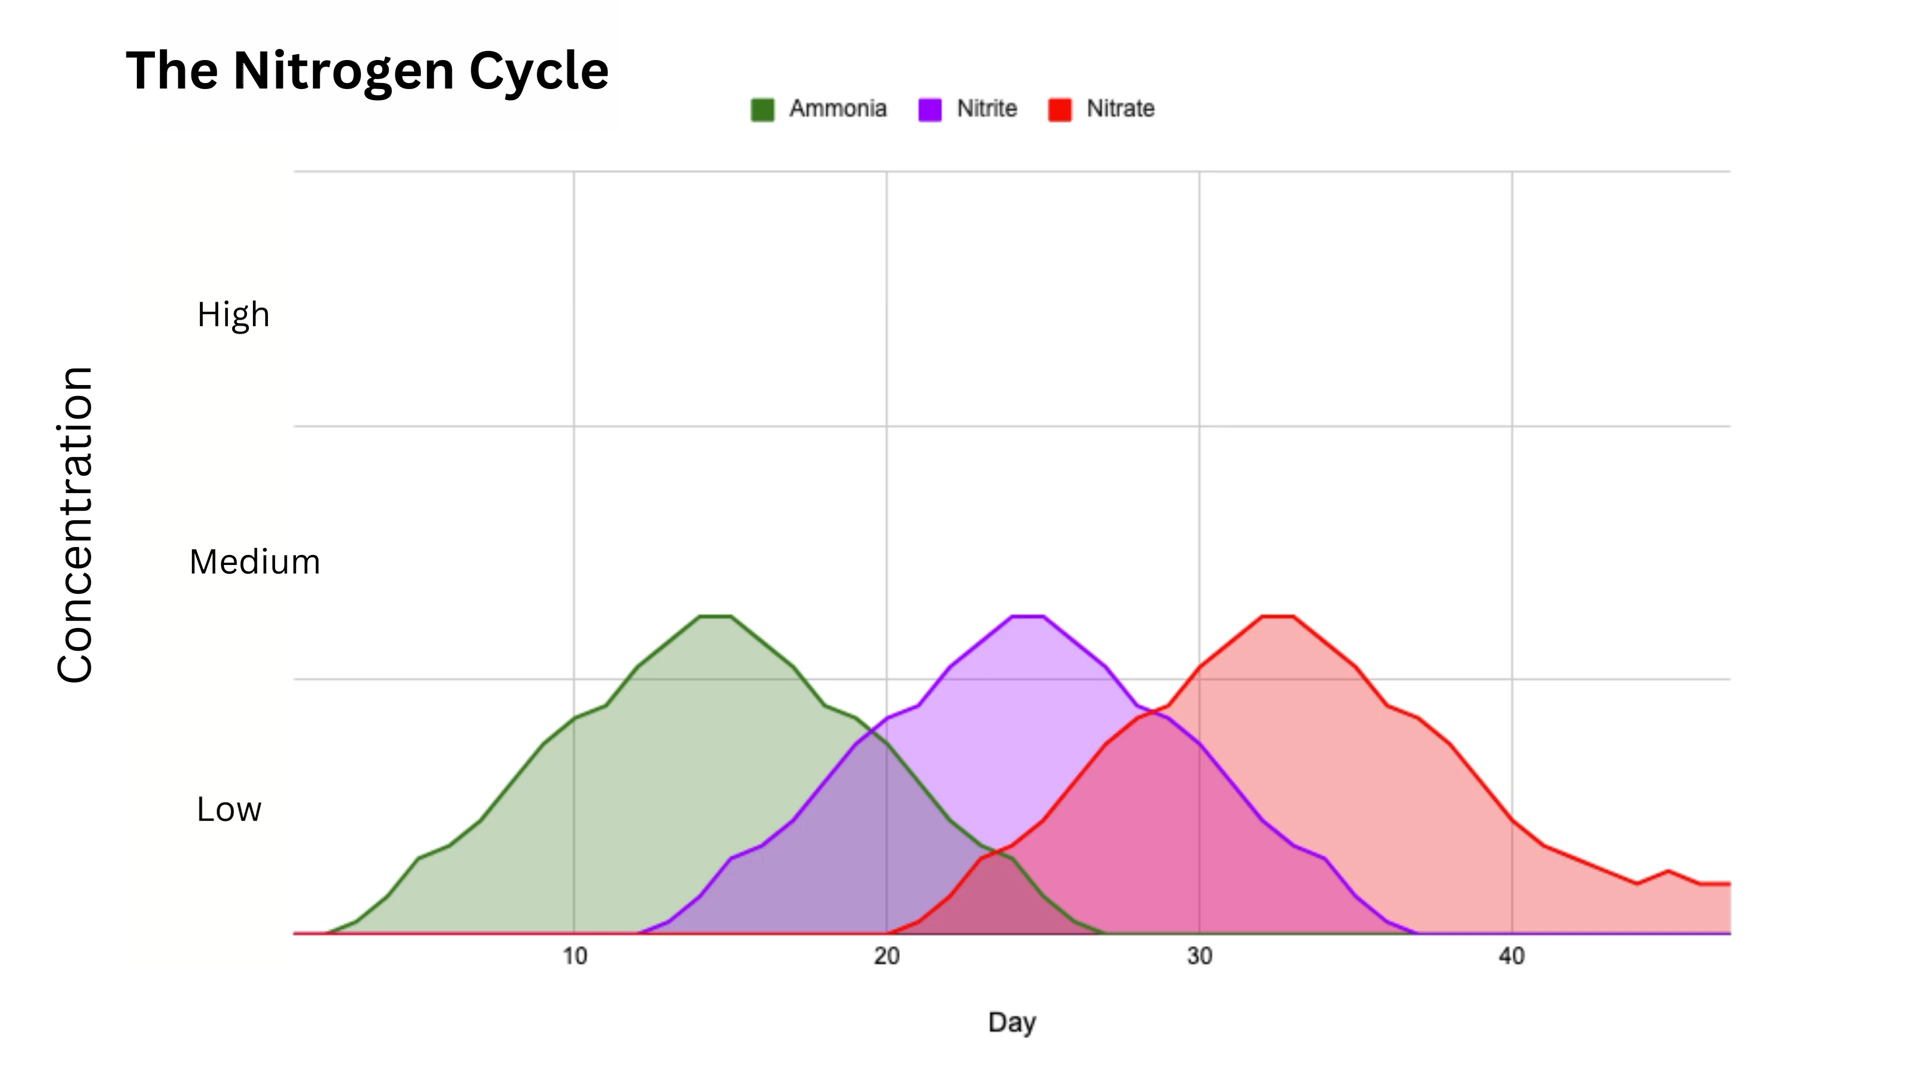 The Nitrogen Cycle
Ammonia Nitrite Nitrate
High
Medium
Low
Concentration
10 20 30 40
Day